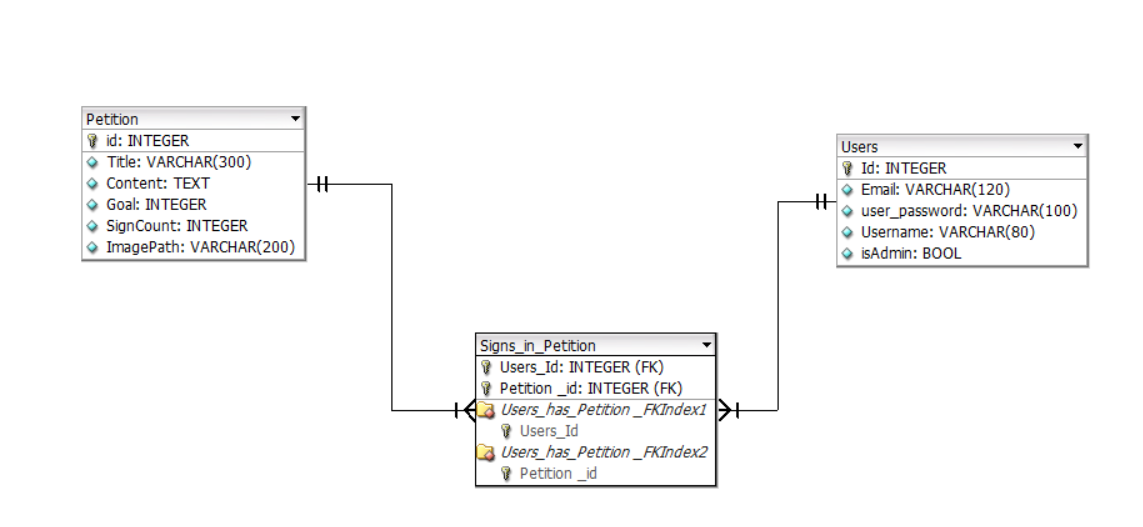 Petition
id: INTEGER
Title: VARCHAR(300)
Content: TEXT
Goal: INTEGER
SignCount: INTEGER
ImagePath: VARCHAR(200)
Users
Id: INTEGER
Email: VARCHAR(120)
user_password: VARCHAR(100)
Username: VARCHAR(80)
isAdmin: BOOL
Signs_in_Petition
Users_Id: INTEGER (FK)
Petition _id: INTEGER (FK)
Users_has_Petition _FKIndex1
Users_Id
Users_has_Petition _FKIndex2
Petition _id